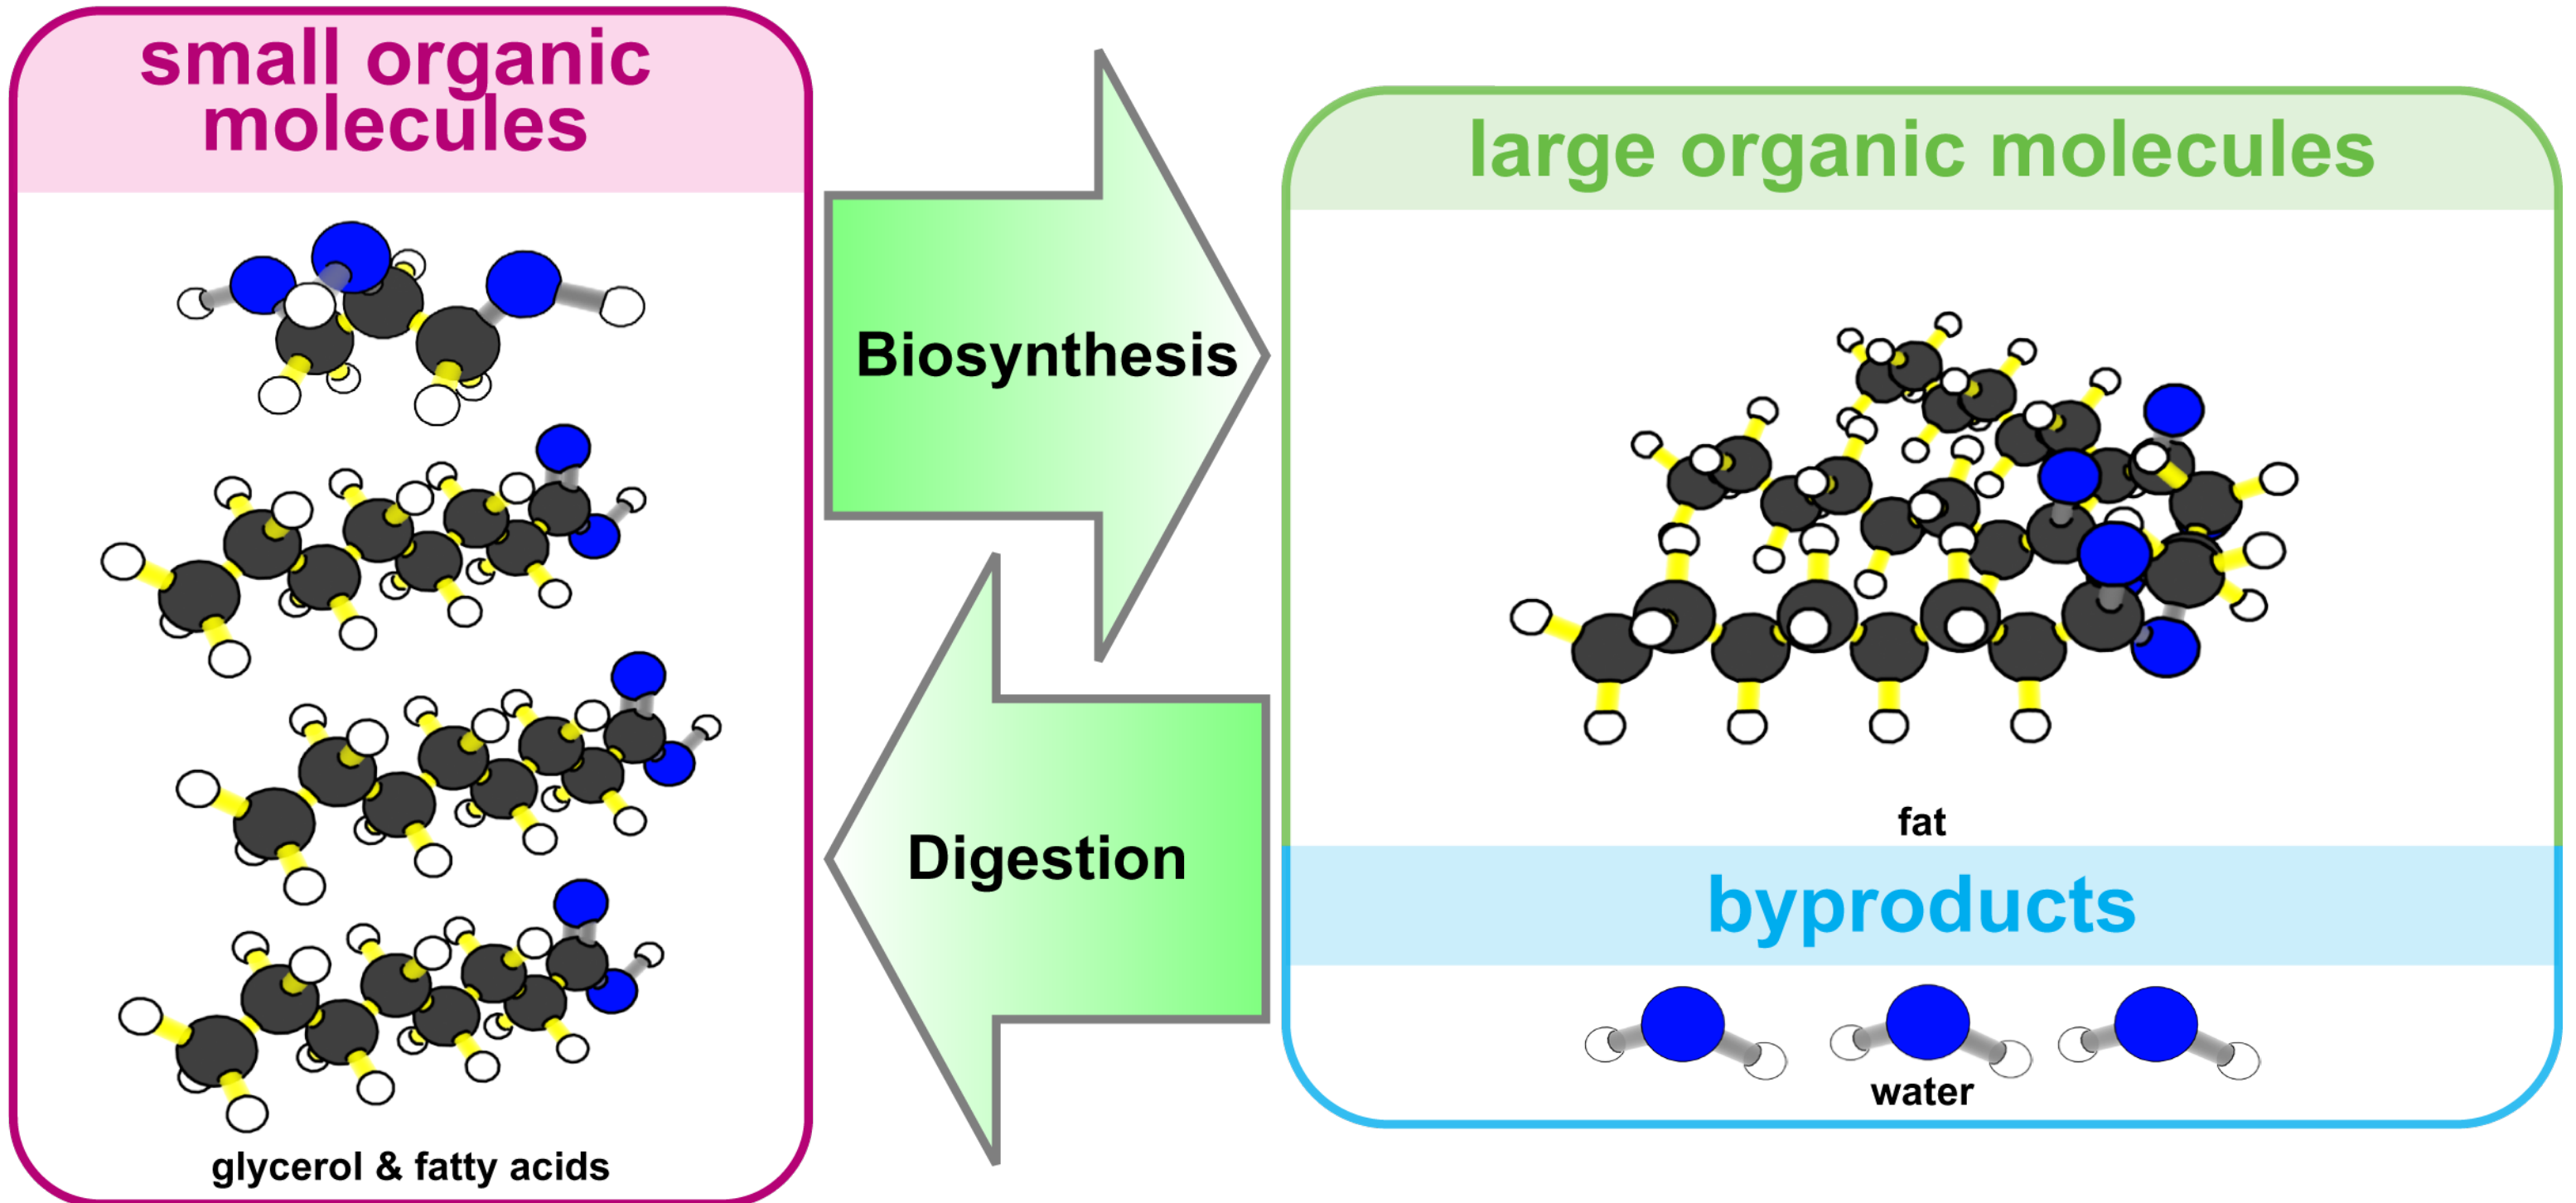 small organic
molecules
glycerol & fatty acids
Biosynthesis
Digestion
large organic molecules
fat
byproducts
water